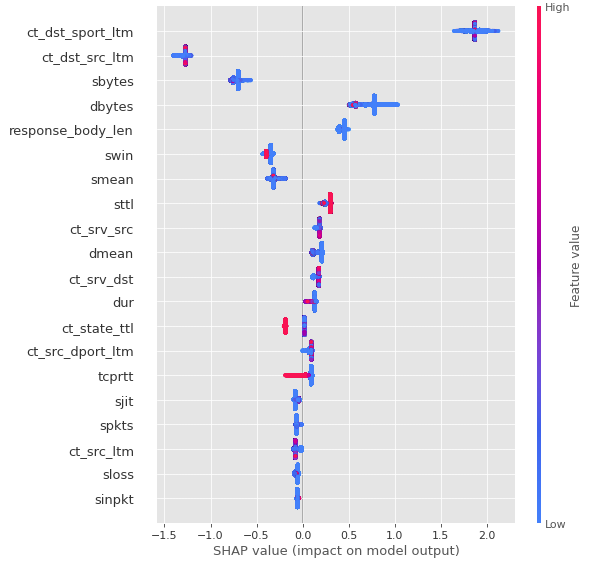 High
ct_dst_sport_ltm
ct_dst_src_ltm
sbytes
dbytes
response_body_len
swin
smean
sttl
ct_srv_src
dmean
ct_srv_dst
dur
ct_state_ttl
ct_src_dport_ltm
tcprtt
sjit
spkts
ct_src_ltm
sloss
sinpkt
Feature value
Low
−1.5 −1.0 −0.5 0.0 0.5 1.0 1.5 2.0
SHAP value (impact on model output)